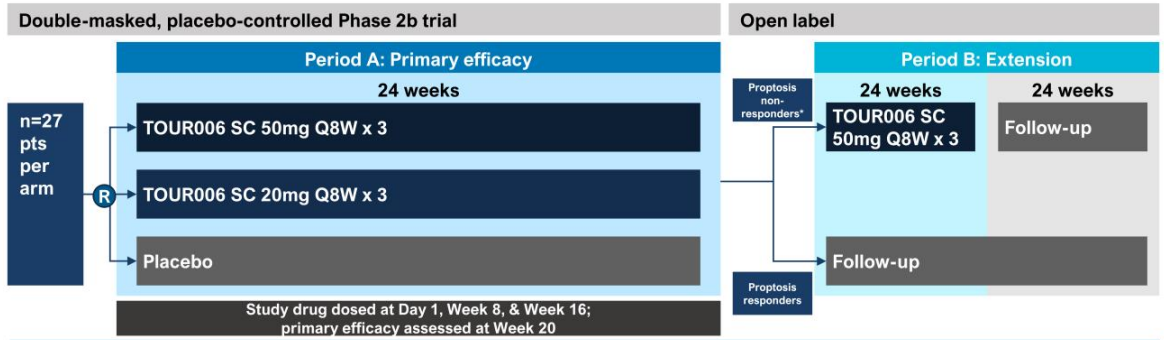 Double-masked, placebo-controlled Phase 2b trial
Open label
Period A: Primary efficacy
24 weeks
n=27
pts
per
arm
R
TOUR006 SC 50mg Q8W x 3
TOUR006 SC 20mg Q8W x 3
Placebo
Study drug dosed at Day 1, Week 8, & Week 16;
primary efficacy assessed at Week 20
Proptosis
non-
responders*
Proptosis
responders
Period B: Extension
24 weeks
24 weeks
TOUR006 SC
50mg Q8W x 3
Follow-up
Follow-up